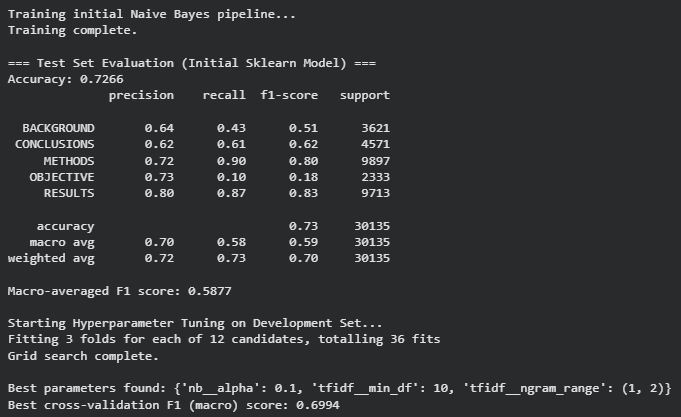 Training initial Naive Bayes pipeline...
Training complete.
=== Test Set Evaluation (Initial Sklearn Model) ===
Accuracy: 0.7266
precision recall f1-score support
BACKGROUND 0.64 0.43 0.51 3621
CONCLUSIONS 0.62 0.61 0.62 4571
METHODS 0.72 0.90 0.80 9897
OBJECTIVE 0.73 0.10 0.18 2333
RESULTS 0.80 0.87 0.83 9713
accuracy 0.73 30135
macro avg 0.70 0.58 0.59 30135
weighted avg 0.72 0.73 0.70 30135
Macro-averaged F1 score: 0.5877
Starting Hyperparameter Tuning on Development Set...
Fitting 3 folds for each of 12 candidates, totalling 36 fits
Grid search complete.
Best parameters found: {'nb__alpha': 0.1, 'tfidf__min_df': 10, 'tfidf__ngram_range': (1, 2)}
Best cross-validation F1 (macro) score: 0.6994